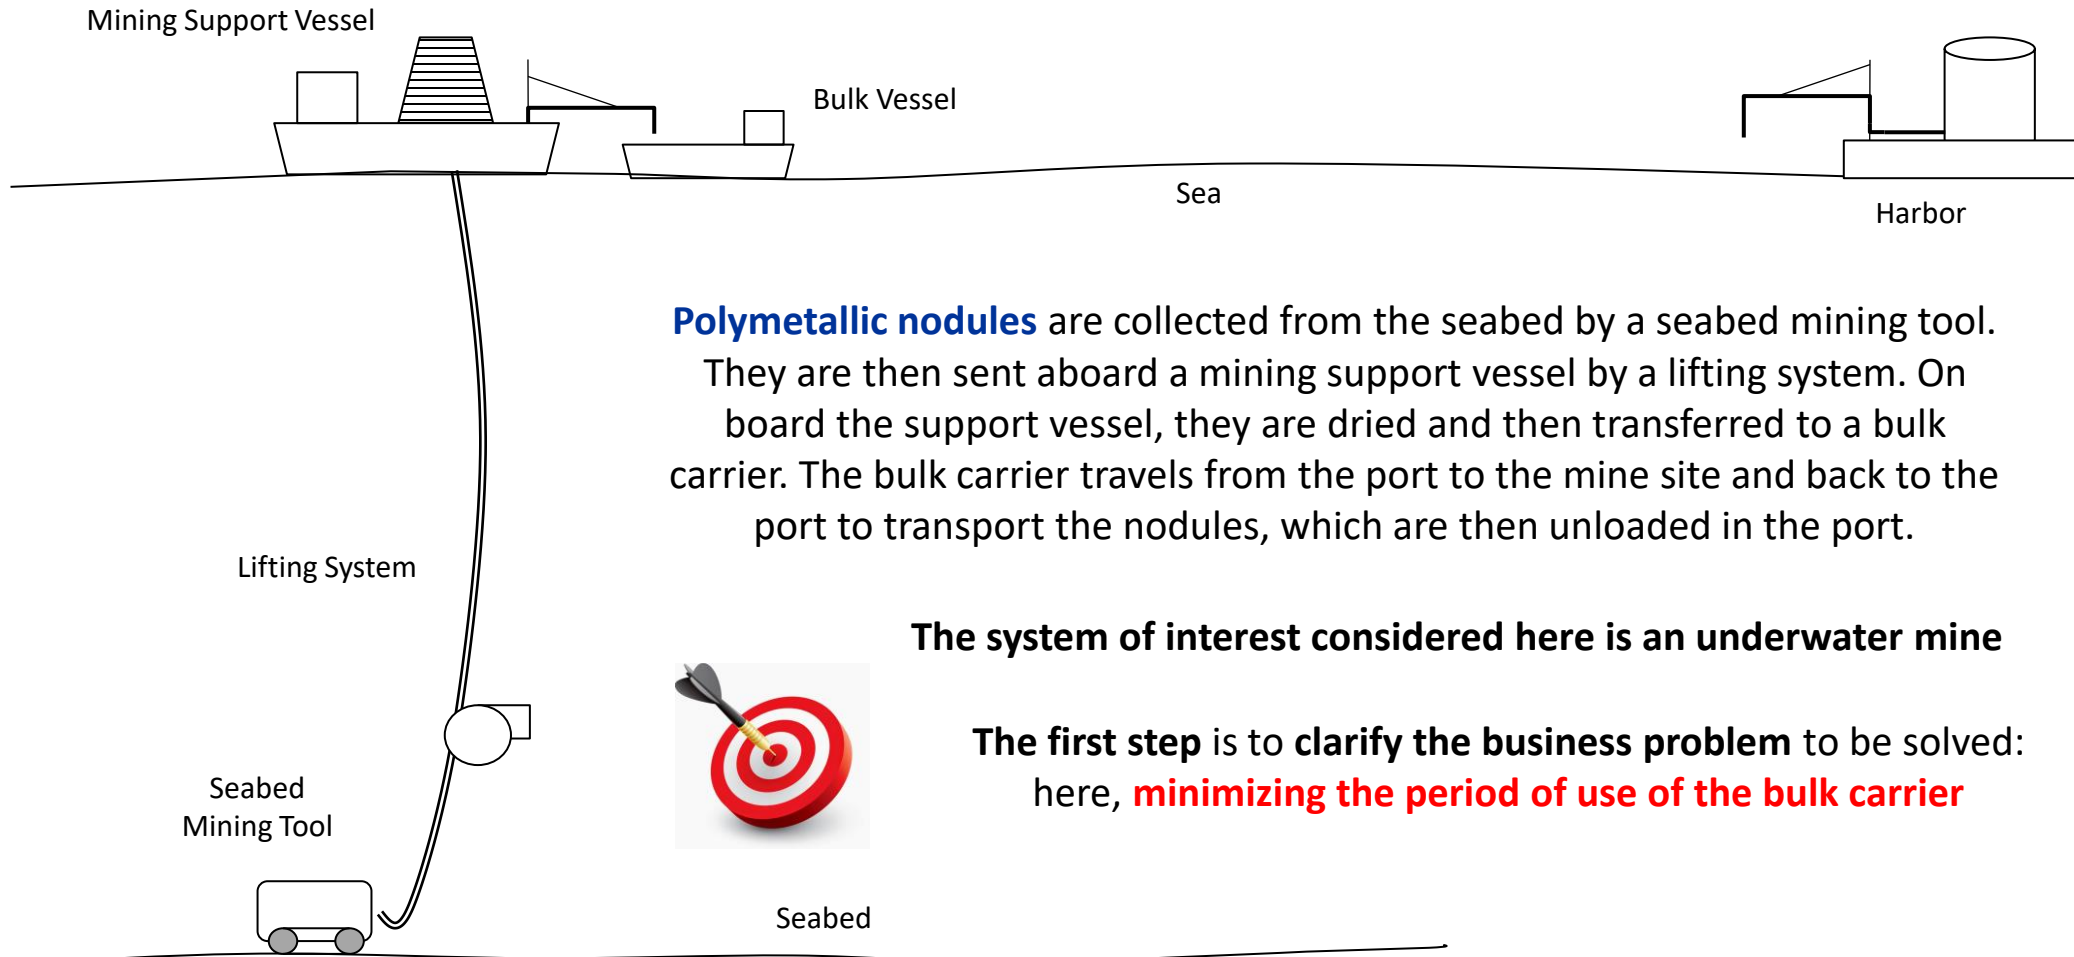 Mining Support Vessel
Bulk Vessel
Sea
Harbor
Polymetallic nodules are collected from the seabed by a seabed mining tool.
They are then sent aboard a mining support vessel by a lifting system. On
board the support vessel, they are dried and then transferred to a bulk
carrier. The bulk carrier travels from the port to the mine site and back to the
port to transport the nodules, which are then unloaded in the port.
Lifting System
The system of interest considered here is an underwater mine
The first step is to clarify the business problem to be solved:
here, minimizing the period of use of the bulk carrier
Seabed
Mining Tool
Seabed